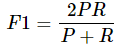 F1 = 2PR / P + R